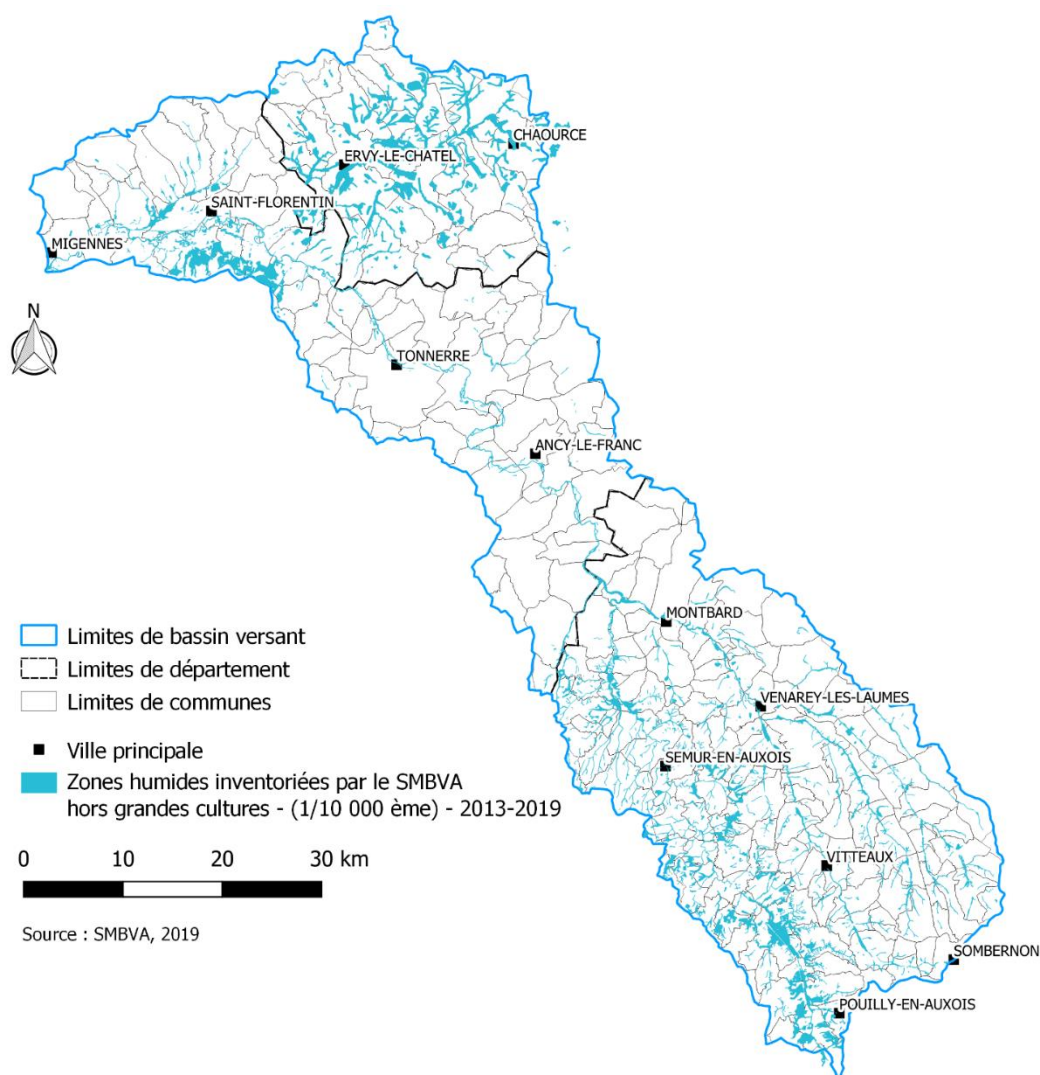 CHAOURCE
ERVY-LE-CHATEL
SAINT-FLORENTIN
MIGENNES
N
TONNERRE
ANCY-LE-FRANC
MONTBARD
VENAREY-LES-LAUMES
SEMUR-EN-AUXOIS
VITTEAUX
SOMBERNON
POUILLY-EN-AUXOIS
Limites de bassin versant
Limites de département
Limites de communes
Ville principale
Zones humides inventoriées par le SMBVA
hors grandes cultures - (1/10 000 ème) - 2013-2019
0 10 20 30 km
Source : SMBVA, 2019